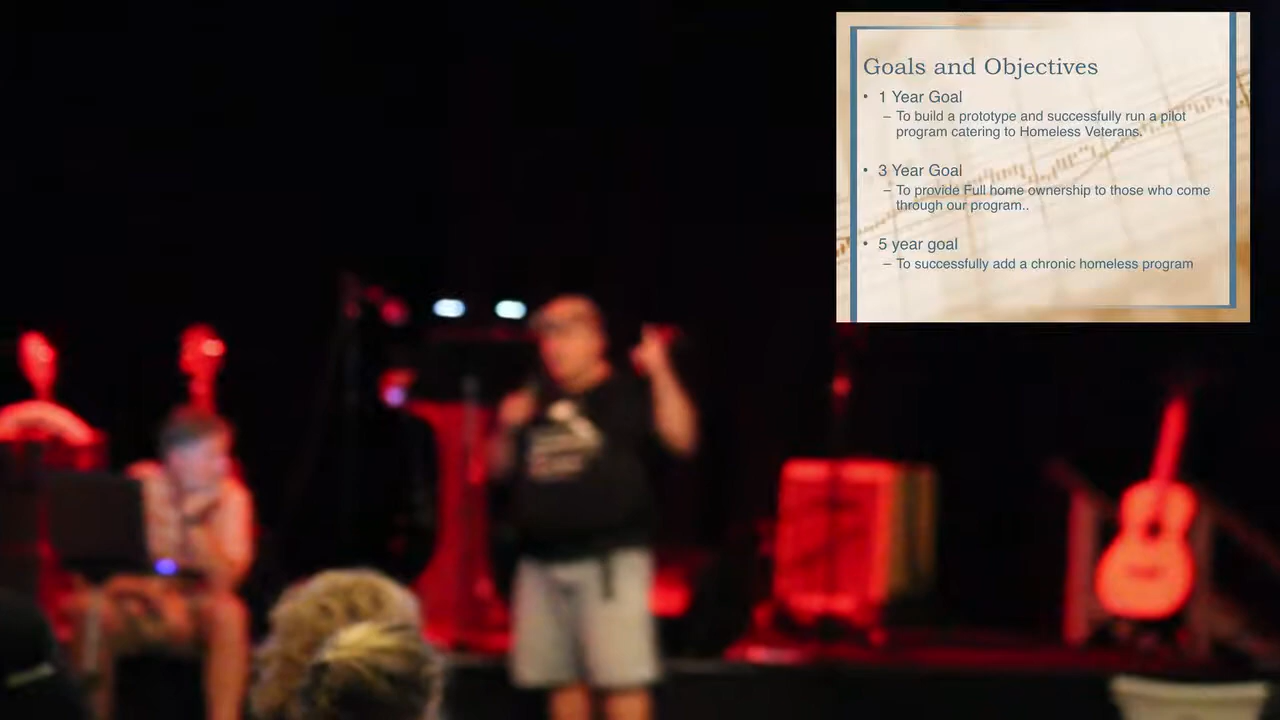 Goals and Objectives
• 1 Year Goal
– To build a prototype and successfully run a pilot
program catering to Homeless Veterans.
• 3 Year Goal
– To provide Full home ownership to those who come
through our program..
• 5 year goal
– To successfully add a chronic homeless program